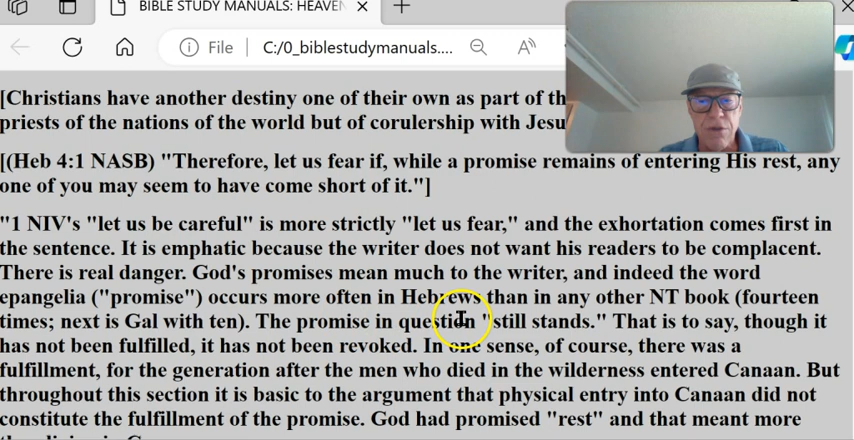 BIBLE STUDY MANUALS: HEAVEN
File C:/0_biblestudymanuals....
[Christians have another destiny one of their own as part of th
priests of the nations of the world but of corulership with Jesu
[(Heb 4:1 NASB) "Therefore, let us fear if, while a promise remains of entering His rest, any
one of you may seem to have come short of it."]
"1 NIV's "let us be careful" is more strictly "let us fear," and the exhortation comes first in
the sentence. It is emphatic because the writer does not want his readers to be complacent.
There is real danger. God's promises mean much to the writer, and indeed the word
epangelia ("promise") occurs more often in Hebrews than in any other NT book (fourteen
times; next is Gal with ten). The promise in question "still stands." That is to say, though it
has not been fulfilled, it has not been revoked. In one sense, of course, there was a
fulfillment, for the generation after the men who died in the wilderness entered Canaan. But
throughout this section it is basic to the argument that physical entry into Canaan did not
constitute the fulfillment of the promise. God had promised "rest" and that meant more